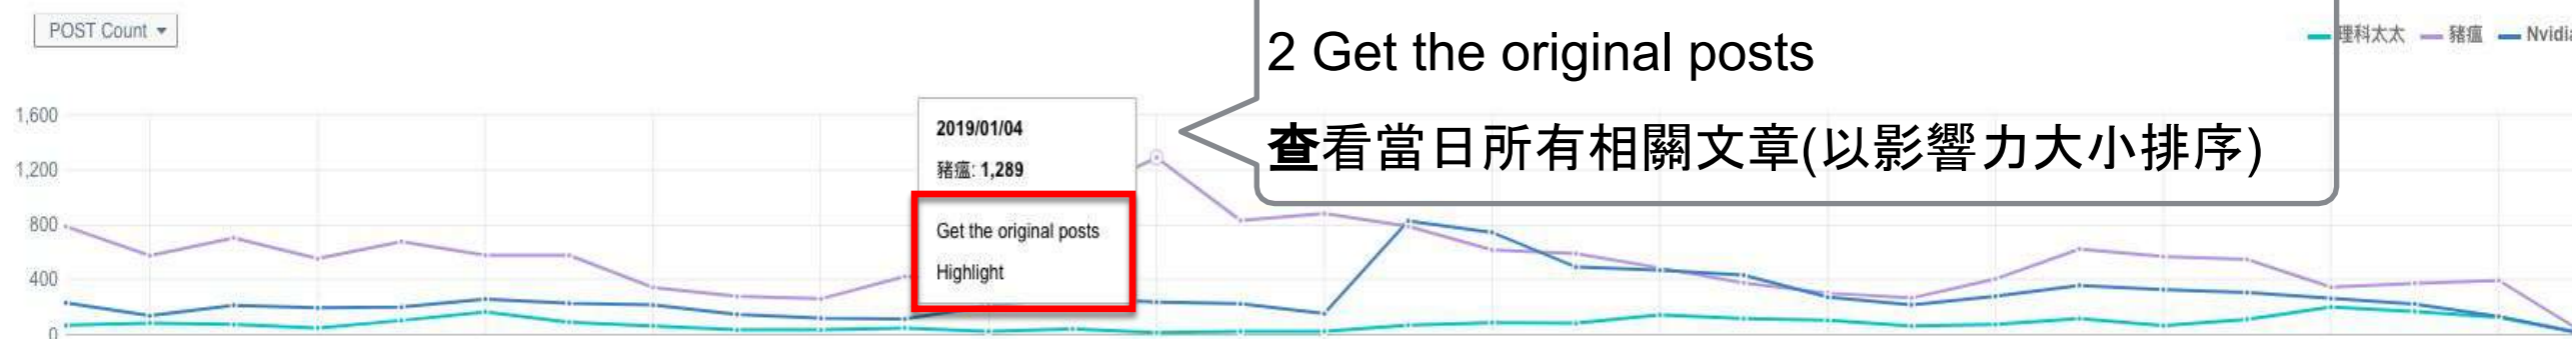 POST Count
2 Get the original posts
查看當日所有相關文章(以影響力大小排序)
理科太太
豬瘟
Nvidia
1,600
1,200
800
400
0
2019/01/04
豬瘟: 1,289
Get the original posts
Highlight